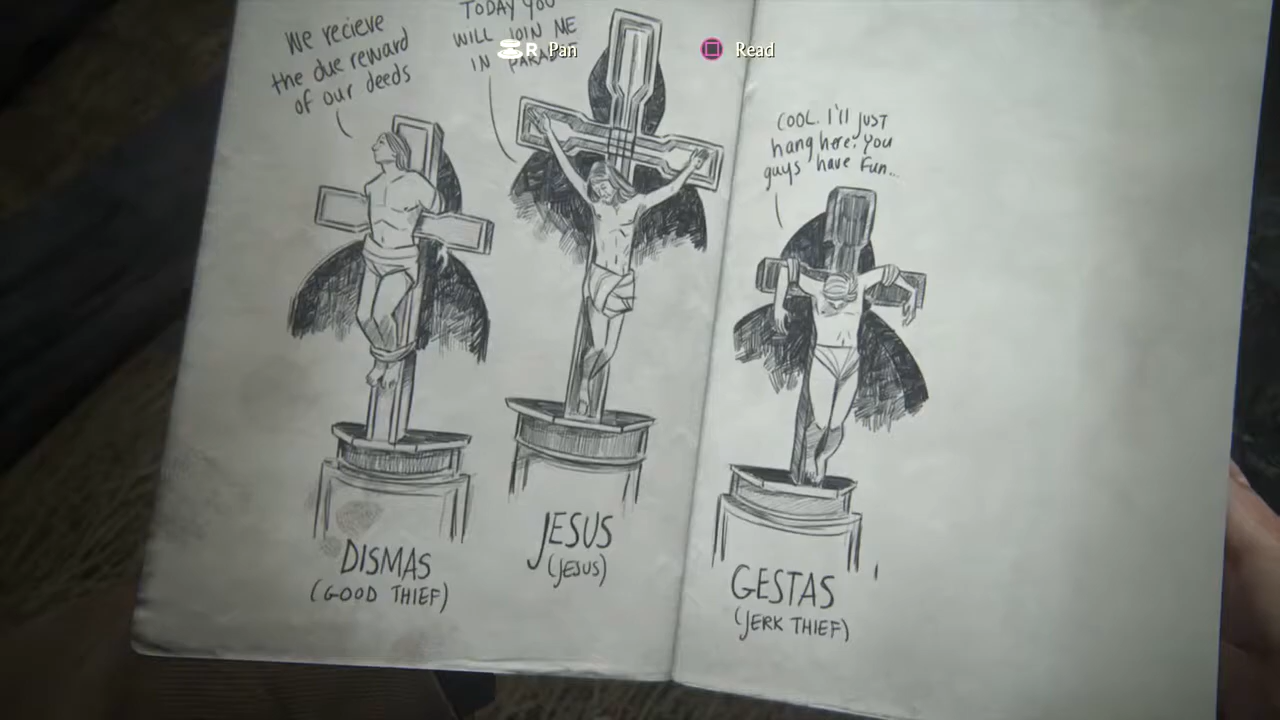 We recieve
the due reward
of our deeds
TODAY YOU
WILL JOIN ME
IN
R Pan
Read
COOL. I'll JUST
hang here. You
guys have fun...
DISMAS
(GOOD THIEF)
JESUS
(JESUS)
GESTAS
(JERK THIEF)